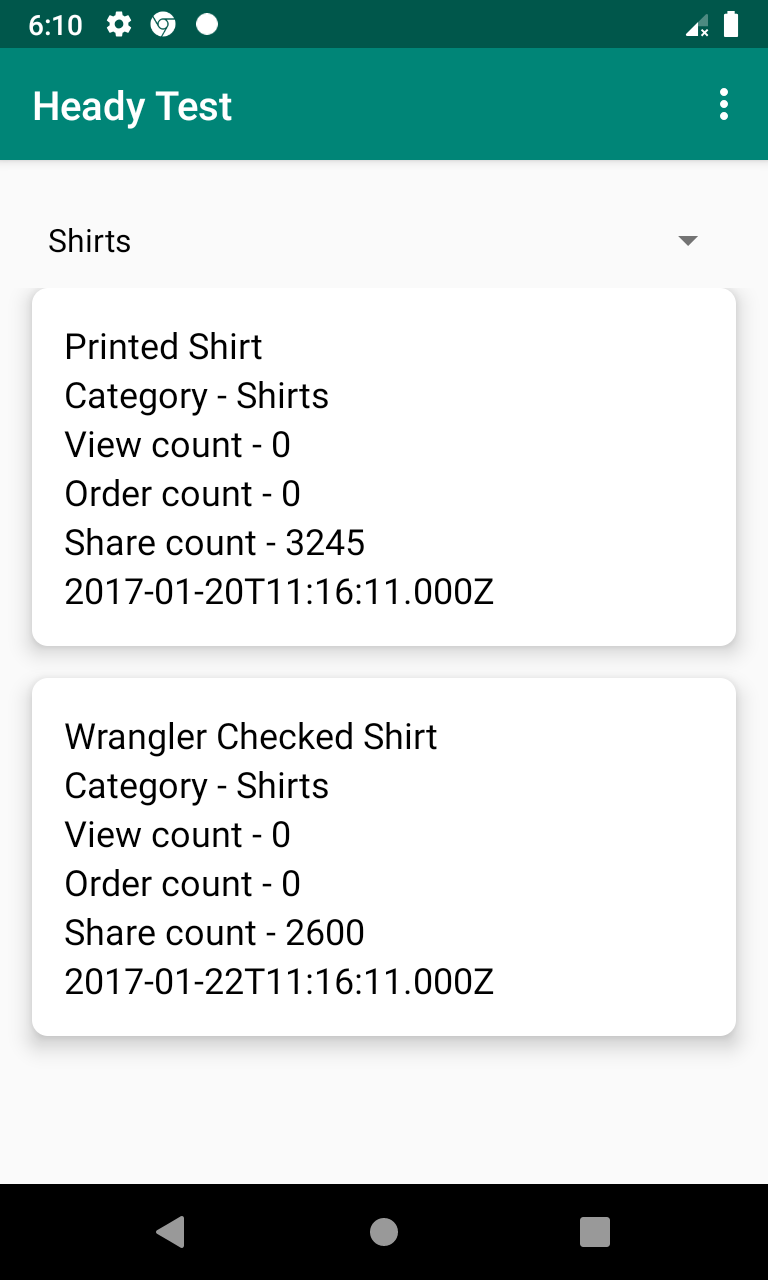 6:10
Heady Test
Shirts
Printed Shirt
Category - Shirts
View count - 0
Order count - 0
Share count - 3245
2017-01-20T11:16:11.000Z
Wrangler Checked Shirt
Category - Shirts
View count - 0
Order count - 0
Share count - 2600
2017-01-22T11:16:11.000Z